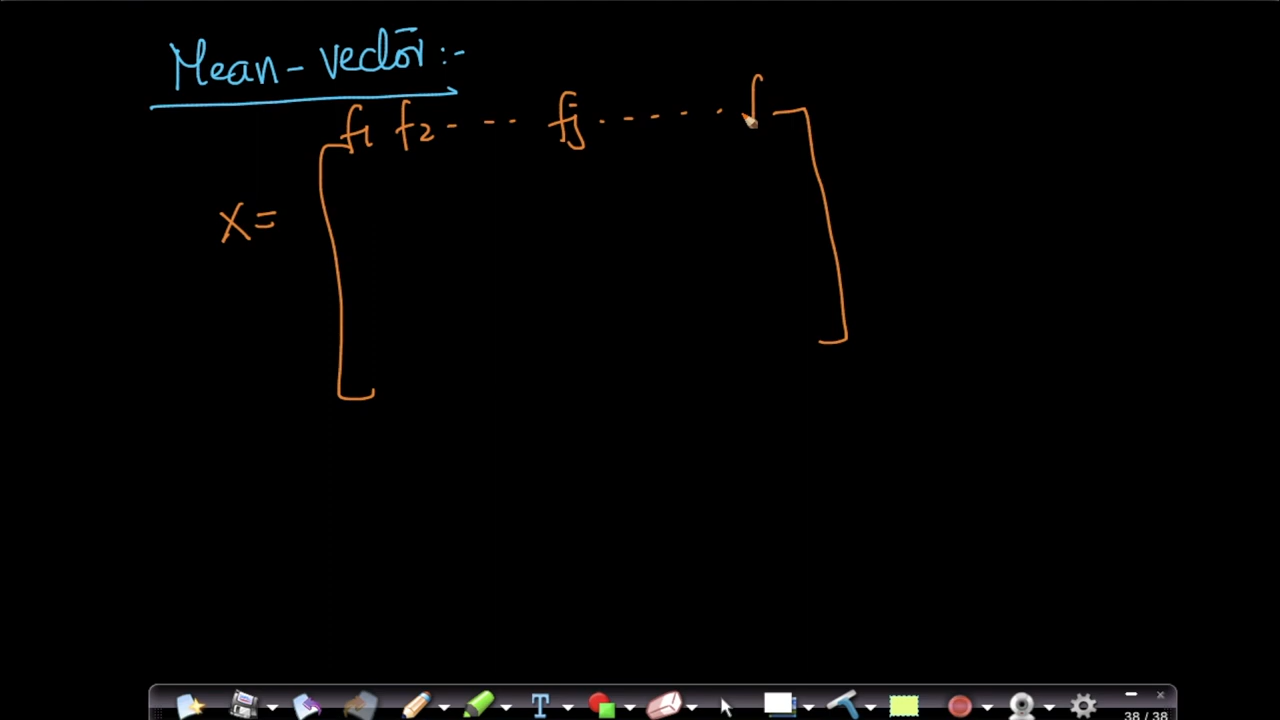 Mean-vector:-
f1 f2 - -- -- fj . - - - - . f
X =
T
38 / 38